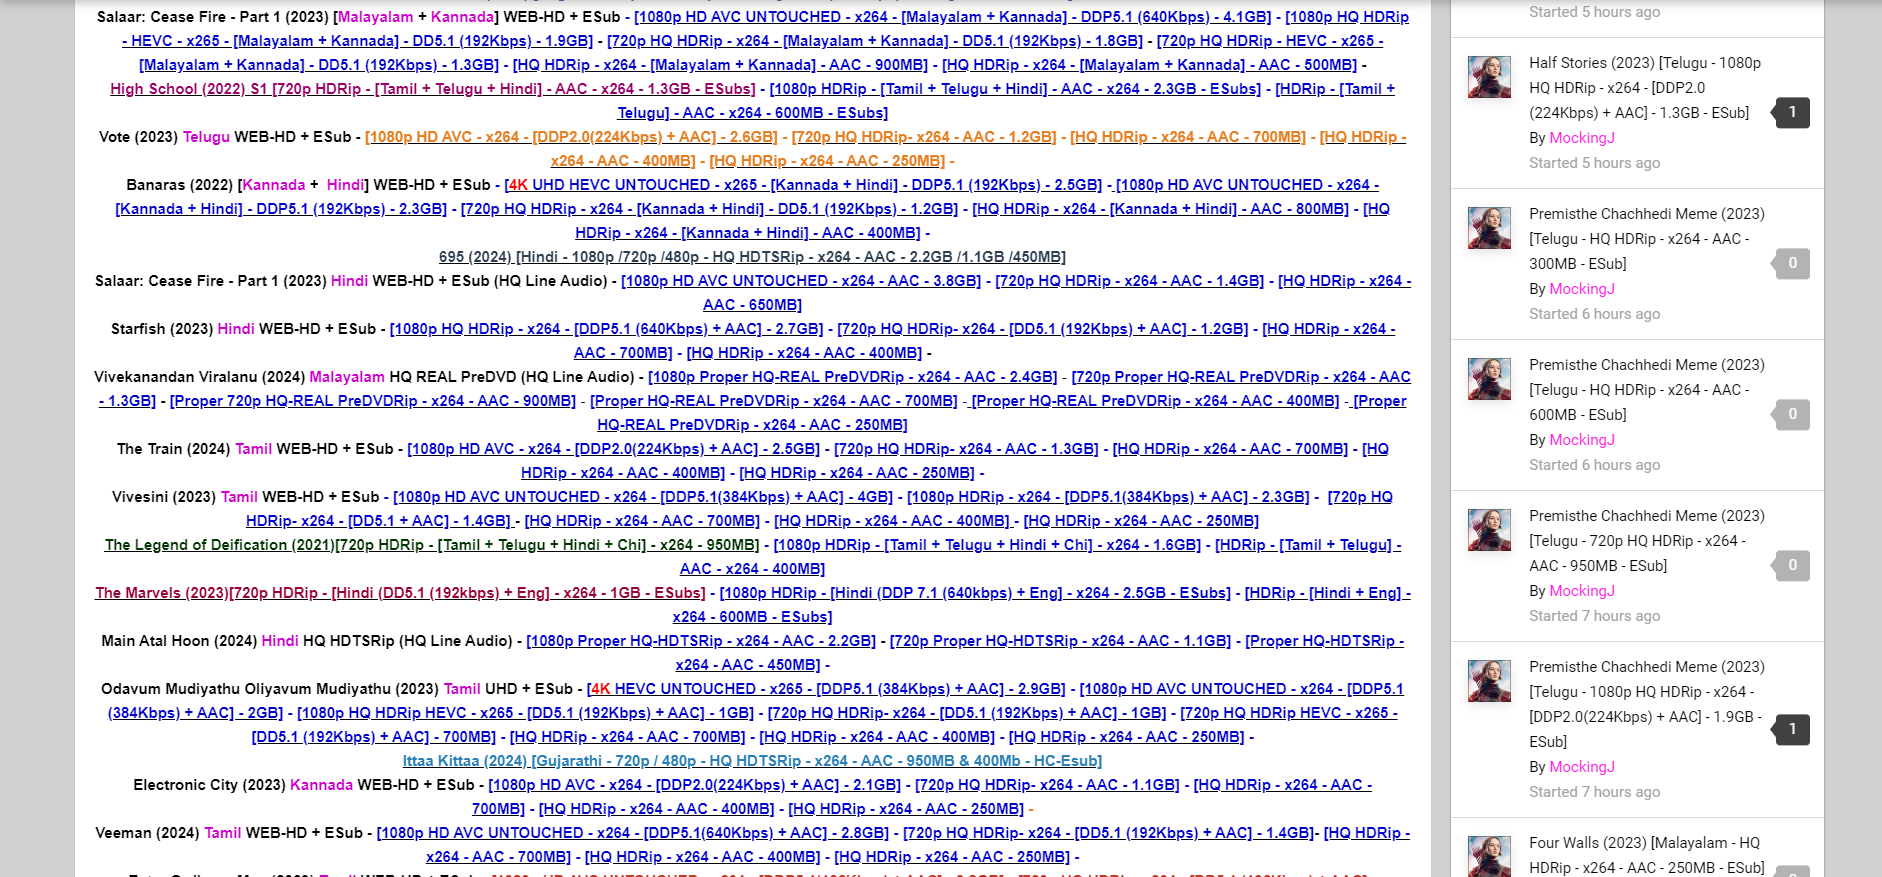 Salaar: Cease Fire - Part 1 (2023) [Malayalam + Kannada] WEB-HD + ESub - [1080p HD AVC UNTOUCHED - x264 - [Malayalam + Kannada] - DDP5.1 (640Kbps) - 4.1GB] - [1080p HQ HDRip
- HEVC - x265 - [Malayalam + Kannada] - DD5.1 (192Kbps) - 1.9GB] - [720p HQ HDRip - x264 - [Malayalam + Kannada] - DD5.1 (192Kbps) - 1.8GB] - [720p HQ HDRip - HEVC - x265 -
[Malayalam + Kannada] - DD5.1 (192Kbps) - 1.3GB] - [HQ HDRip - x264 - [Malayalam + Kannada] - AAC - 900MB] - [HQ HDRip - x264 - [Malayalam + Kannada] - AAC - 500MB] -
High School (2022) S1 [720p HDRip - [Tamil + Telugu + Hindi] - AAC - x264 - 1.3GB - ESubs] - [1080p HDRip - [Tamil + Telugu + Hindi] - AAC - x264 - 2.3GB - ESubs] - [HDRip - [Tamil +
Telugu] - AAC - x264 - 600MB - ESubs]
Vote (2023) Telugu WEB-HD + ESub - [1080p HD AVC - x264 - [DDP2.0(224Kbps) + AAC] - 2.6GB] - [720p HQ HDRip- x264 - AAC - 1.2GB] - [HQ HDRip - x264 - AAC - 700MB] - [HQ HDRip -
x264 - AAC - 400MB] - [HQ HDRip - x264 - AAC - 250MB] -
Banaras (2022) [Kannada + Hindi] WEB-HD + ESub - [4K UHD HEVC UNTOUCHED - x265 - [Kannada + Hindi] - DDP5.1 (192Kbps) - 2.5GB] - [1080p HD AVC UNTOUCHED - x264 -
[Kannada + Hindi] - DDP5.1 (192Kbps) - 2.3GB] - [720p HQ HDRip - x264 - [Kannada + Hindi] - DD5.1 (192Kbps) - 1.2GB] - [HQ HDRip - x264 - [Kannada + Hindi] - AAC - 800MB] - [HQ
HDRip - x264 - [Kannada + Hindi] - AAC - 400MB] -
695 (2024) [Hindi - 1080p /720p /480p - HQ HDTSRip - x264 - AAC - 2.2GB /1.1GB /450MB]
Salaar: Cease Fire - Part 1 (2023) Hindi WEB-HD + ESub (HQ Line Audio) - [1080p HD AVC UNTOUCHED - x264 - AAC - 3.8GB] - [720p HQ HDRip - x264 - AAC - 1.4GB] - [HQ HDRip - x264 -
AAC - 650MB]
Starfish (2023) Hindi WEB-HD + ESub - [1080p HQ HDRip - x264 - [DDP5.1 (640Kbps) + AAC] - 2.7GB] - [720p HQ HDRip- x264 - [DD5.1 (192Kbps) + AAC] - 1.2GB] - [HQ HDRip - x264 -
AAC - 700MB] - [HQ HDRip - x264 - AAC - 400MB] -
Vivekanandan Viralanu (2024) Malayalam HQ REAL PreDVD (HQ Line Audio) - [1080p Proper HQ-REAL PreDVDRip - x264 - AAC - 2.4GB] - [720p Proper HQ-REAL PreDVDRip - x264 - AAC
- 1.3GB] - [Proper 720p HQ-REAL PreDVDRip - x264 - AAC - 900MB] - [Proper HQ-REAL PreDVDRip - x264 - AAC - 700MB] - [Proper HQ-REAL PreDVDRip - x264 - AAC - 400MB] - [Proper
HQ-REAL PreDVDRip - x264 - AAC - 250MB]
The Train (2024) Tamil WEB-HD + ESub - [1080p HD AVC - x264 - [DDP2.0(224Kbps) + AAC] - 2.5GB] - [720p HQ HDRip- x264 - AAC - 1.3GB] - [HQ HDRip - x264 - AAC - 700MB] - [HQ
HDRip - x264 - AAC - 400MB] - [HQ HDRip - x264 - AAC - 250MB] -
Vivesini (2023) Tamil WEB-HD + ESub - [1080p HD AVC UNTOUCHED - x264 - [DDP5.1(384Kbps) + AAC] - 4GB] - [1080p HDRip - x264 - [DDP5.1(384Kbps) + AAC] - 2.3GB] - [720p HQ
HDRip- x264 - [DD5.1 + AAC] - 1.4GB] - [HQ HDRip - x264 - AAC - 700MB] - [HQ HDRip - x264 - AAC - 400MB] - [HQ HDRip - x264 - AAC - 250MB]
The Legend of Deification (2021)[720p HDRip - [Tamil + Telugu + Hindi + Chi] - x264 - 950MB] - [1080p HDRip - [Tamil + Telugu + Hindi + Chi] - x264 - 1.6GB] - [HDRip - [Tamil + Telugu] -
AAC - x264 - 400MB]
The Marvels (2023)[720p HDRip - [Hindi (DD5.1 (192kbps) + Eng] - x264 - 1GB - ESubs] - [1080p HDRip - [Hindi (DDP 7.1 (640kbps) + Eng] - x264 - 2.5GB - ESubs] - [HDRip - [Hindi + Eng] -
x264 - 600MB - ESubs]
Main Atal Hoon (2024) Hindi HQ HDTSRip (HQ Line Audio) - [1080p Proper HQ-HDTSRip - x264 - AAC - 2.2GB] - [720p Proper HQ-HDTSRip - x264 - AAC - 1.1GB] - [Proper HQ-HDTSRip -
x264 - AAC - 450MB] -
Odavum Mudiyathu Oliyavum Mudiyathu (2023) Tamil UHD + ESub - [4K HEVC UNTOUCHED - x265 - [DDP5.1 (384Kbps) + AAC] - 2.9GB] - [1080p HD AVC UNTOUCHED - x264 - [DDP5.1
(384Kbps) + AAC] - 2GB] - [1080p HQ HDRip HEVC - x265 - [DD5.1 (192Kbps) + AAC] - 1GB] - [720p HQ HDRip- x264 - [DD5.1 (192Kbps) + AAC] - 1GB] - [720p HQ HDRip HEVC - x265 -
[DD5.1 (192Kbps) + AAC] - 700MB] - [HQ HDRip - x264 - AAC - 700MB] - [HQ HDRip - x264 - AAC - 400MB] - [HQ HDRip - x264 - AAC - 250MB] -
Ittaa Kittaa (2024) [Gujarathi - 720p / 480p - HQ HDTSRip - x264 - AAC - 950MB & 400Mb - HC-Esub]
Electronic City (2023) Kannada WEB-HD + ESub - [1080p HD AVC - x264 - [DDP2.0(224Kbps) + AAC] - 2.1GB] - [720p HQ HDRip- x264 - AAC - 1.1GB] - [HQ HDRip - x264 - AAC -
700MB] - [HQ HDRip - x264 - AAC - 400MB] - [HQ HDRip - x264 - AAC - 250MB] -
Veeman (2024) Tamil WEB-HD + ESub - [1080p HD AVC UNTOUCHED - x264 - [DDP5.1(640Kbps) + AAC] - 2.8GB] - [720p HQ HDRip- x264 - [DD5.1 (192Kbps) + AAC] - 1.4GB]- [HQ HDRip -
x264 - AAC - 700MB] - [HQ HDRip - x264 - AAC - 400MB] - [HQ HDRip - x264 - AAC - 250MB] -
Started 5 hours ago
Half Stories (2023) [Telugu - 1080p
HQ HDRip - x264 - [DDP2.0
(224Kbps) + AAC] - 1.3GB - ESub]
1
By MockingJ
Started 5 hours ago
Premisthe Chachhedi Meme (2023)
[Telugu - HQ HDRip - x264 - AAC -
300MB - ESub]
0
By MockingJ
Started 6 hours ago
Premisthe Chachhedi Meme (2023)
[Telugu - HQ HDRip - x264 - AAC -
600MB - ESub]
0
By MockingJ
Started 6 hours ago
Premisthe Chachhedi Meme (2023)
[Telugu - 720p HQ HDRip - x264 -
AAC - 950MB - ESub]
0
By MockingJ
Started 7 hours ago
Premisthe Chachhedi Meme (2023)
[Telugu - 1080p HQ HDRip - x264 -
[DDP2.0(224Kbps) + AAC] - 1.9GB -
ESub]
1
By MockingJ
Started 7 hours ago
Four Walls (2023) [Malayalam - HQ
HDRip - x264 - AAC - 250MB - ESub]